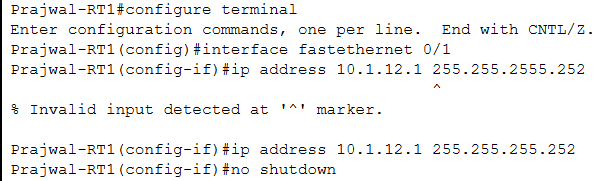 Prajwal-RT1#configure terminal
Enter configuration commands, one per line.  End with CNTL/Z.
Prajwal-RT1(config)#interface fastethernet 0/1
Prajwal-RT1(config-if)#ip address 10.1.12.1 255.255.2555.252
                                            ^
% Invalid input detected at '^' marker.

Prajwal-RT1(config-if)#ip address 10.1.12.1 255.255.255.252
Prajwal-RT1(config-if)#no shutdown